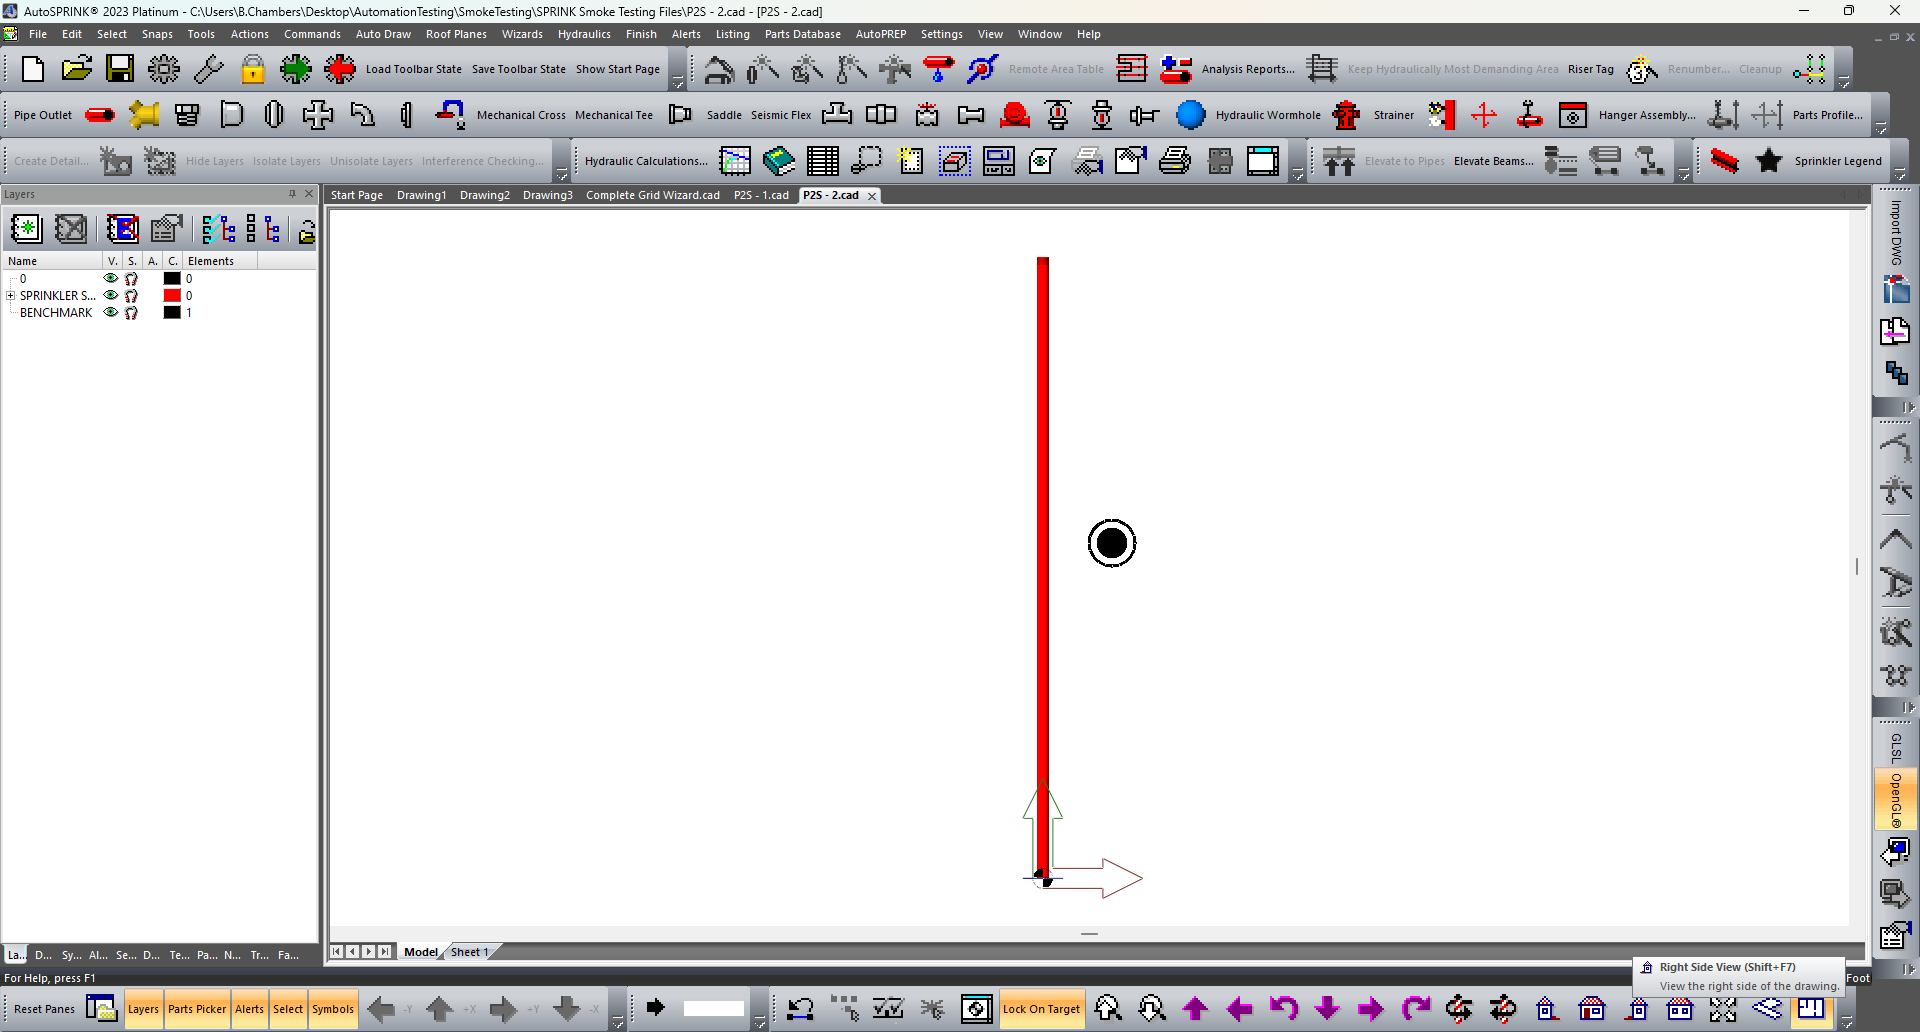 AutoSPRINK® 2023 Platinum - C:\Users\B.Chambers\Desktop\AutomationTesting\SmokeTesting\SPRINK Smoke Testing Files\P2S - 2.cad - [P2S - 2.cad]
File Edit Select Snaps Tools Actions Commands Auto Draw Roof Planes Wizards Hydraulics Finish Alerts Listing Parts Database AutoPREP Settings View Window Help
Load Toolbar State Save Toolbar State Show Start Page Remote Area Table Analysis Reports... Keep Hydraulically Most Demanding Area Riser Tag Renumber... Cleanup
Pipe Outlet Mechanical Cross Mechanical Tee Saddle Seismic Flex Hydraulic Wormhole Strainer Hanger Assembly... Parts Profile...
Create Detail... Hide Layers Isolate Layers Unisolate Layers Interference Checking... Hydraulic Calculations... Elevate to Pipes Elevate Beams... Sprinkler Legend
Layers
Start Page Drawing1 Drawing2 Drawing3 Complete Grid Wizard.cad P2S - 1.cad P2S - 2.cad
Import DWG
Name V. S. A. C. Elements
0 0
SPRINKLER S... 0
BENCHMARK 1
GLSL
OpenGL®
La... D... Sy... Al... Se... D... Te... Pa... N... Tr... Fa...
Model Sheet 1
For Help, press F1
Right Side View (Shift+F7)
View the right side of the drawing.
Foot
Reset Panes Layers Parts Picker Alerts Select Symbols -Y +X +Y -X Lock On Target